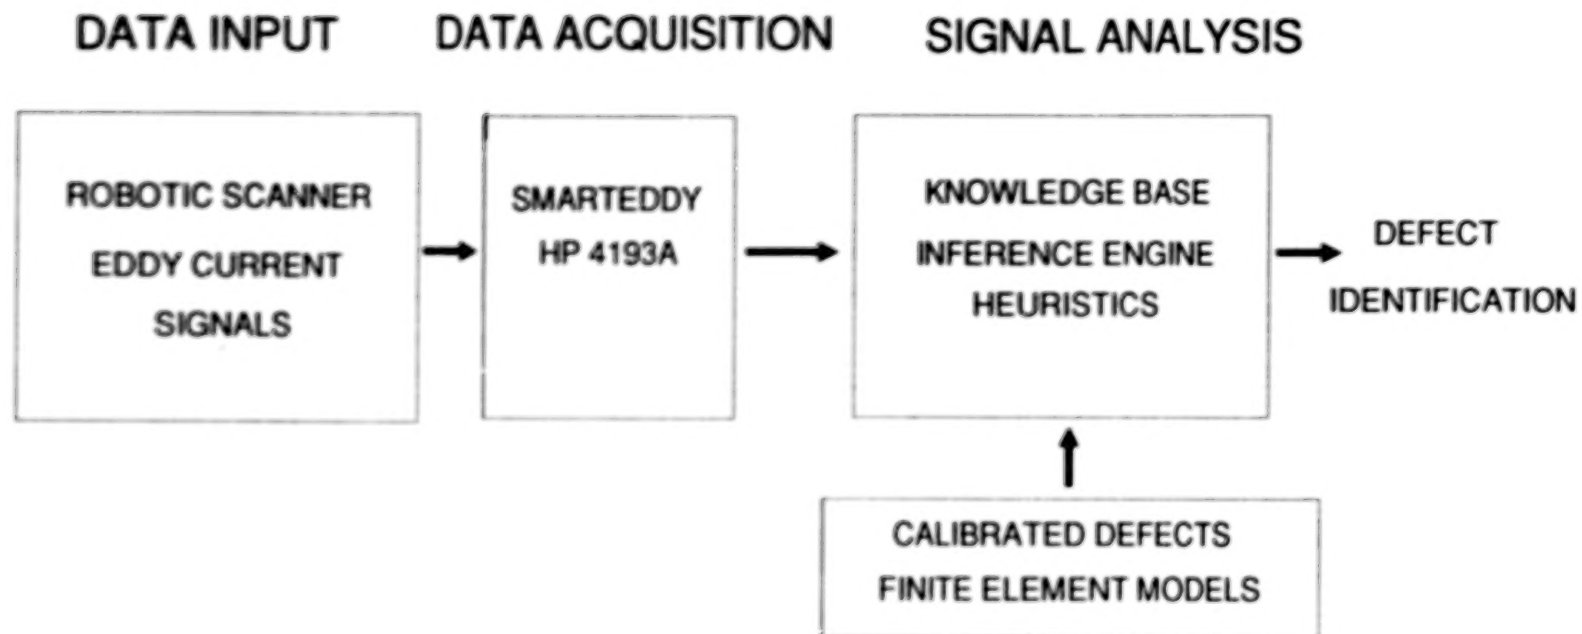 DATA INPUT
DATA ACQUISITION
SIGNAL ANALYSIS
ROBOTIC SCANNER
EDDY CURRENT
SIGNALS
SMARTEDDY
HP 4193A
KNOWLEDGE BASE
INFERENCE ENGINE
HEURISTICS
DEFECT
IDENTIFICATION
CALIBRATED DEFECTS
FINITE ELEMENT MODELS